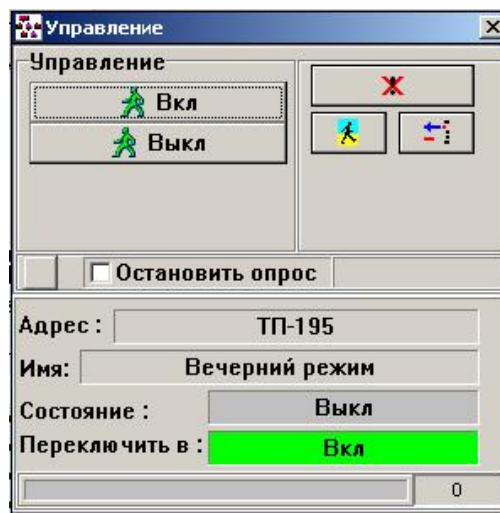 Управление
Управление
Вкл
Выкл
Остановить опрос
Адрес : ТП-195
Имя: Вечерний режим
Состояние : Выкл
Переключить в : Вкл
0